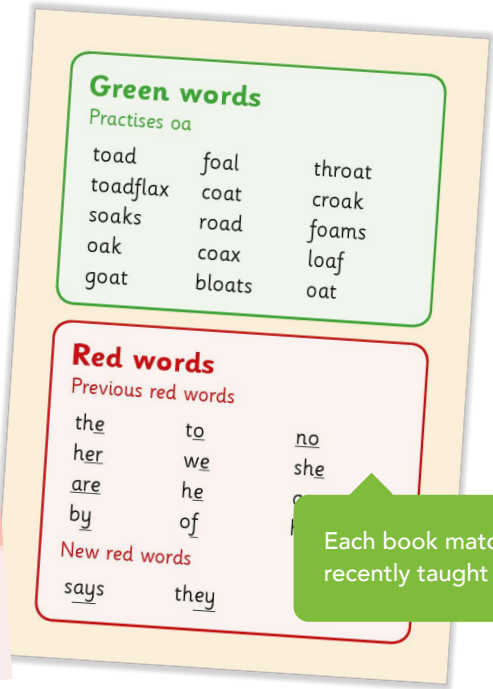 Green words
Practises oa
toad foal throat
toadflax coat croak
soaks road foams
oak coax loaf
goat bloats oat
Red words
Previous red words
the to no
her we she
are he
by of
New red words
says they
Each book
recently taught